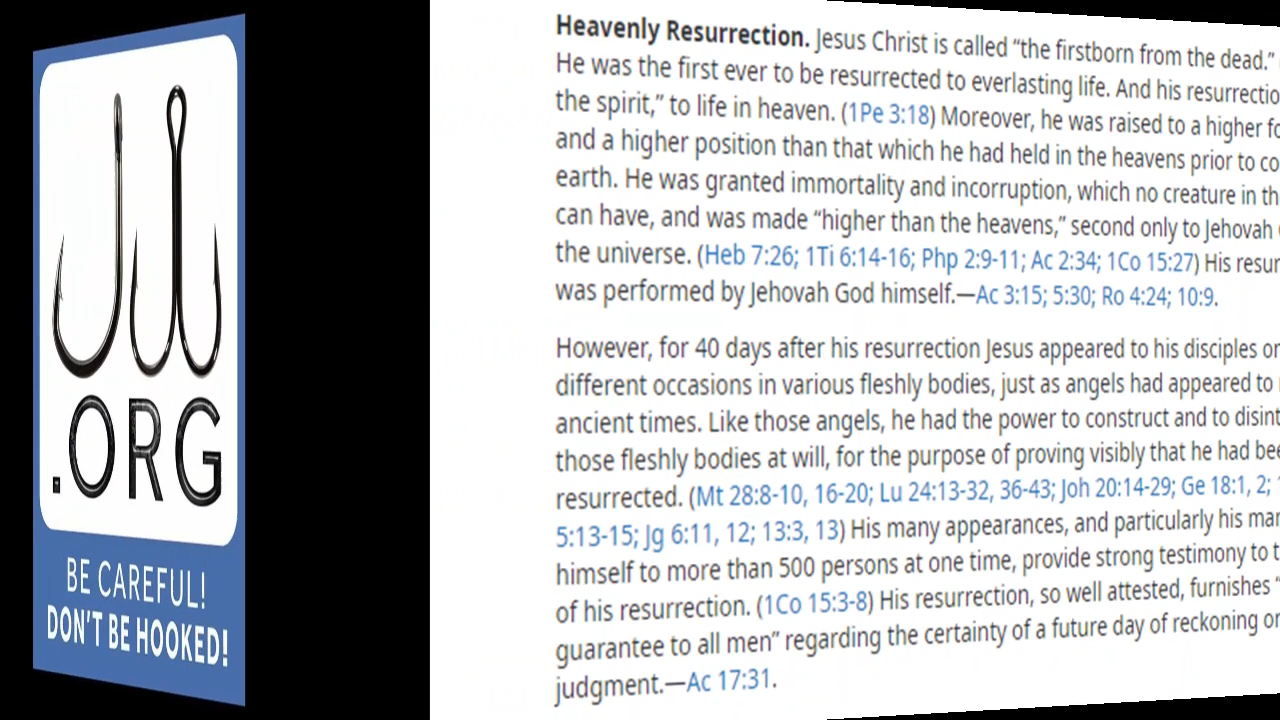 JW
.ORG
BE CAREFUL!
DON'T BE HOOKED!
Heavenly Resurrection. Jesus Christ is called “the firstborn from the dead.”
He was the first ever to be resurrected to everlasting life. And his resurrectio
the spirit,” to life in heaven. (1Pe 3:18) Moreover, he was raised to a higher fo
and a higher position than that which he had held in the heavens prior to co
earth. He was granted immortality and incorruption, which no creature in th
can have, and was made “higher than the heavens,” second only to Jehovah
the universe. (Heb 7:26; 1Ti 6:14-16; Php 2:9-11; Ac 2:34; 1Co 15:27) His resur
was performed by Jehovah God himself.—Ac 3:15; 5:30; Ro 4:24; 10:9.
However, for 40 days after his resurrection Jesus appeared to his disciples on
different occasions in various fleshly bodies, just as angels had appeared to
ancient times. Like those angels, he had the power to construct and to disint
those fleshly bodies at will, for the purpose of proving visibly that he had bee
resurrected. (Mt 28:8-10, 16-20; Lu 24:13-32, 36-43; Joh 20:14-29; Ge 18:1, 2;
5:13-15; Jg 6:11, 12; 13:3, 13) His many appearances, and particularly his man
himself to more than 500 persons at one time, provide strong testimony to t
of his resurrection. (1Co 15:3-8) His resurrection, so well attested, furnishes “
guarantee to all men” regarding the certainty of a future day of reckoning or
judgment.—Ac 17:31.